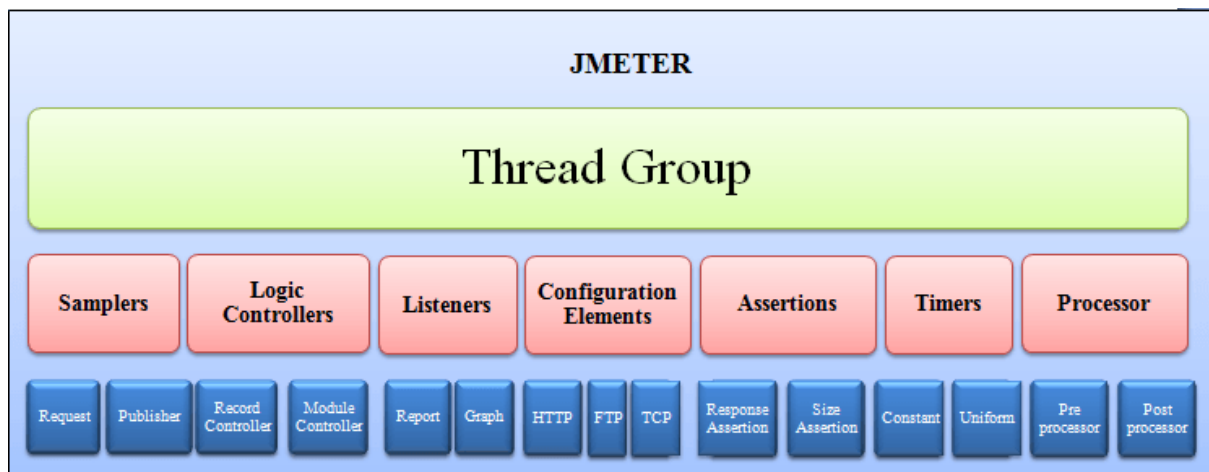 JMETER
Thread Group
Samplers
Logic
Controllers
Listeners
Configuration
Elements
Assertions
Timers
Processor
Request
Publisher
Record
Controller
Module
Controller
Report
Graph
HTTP
FTP
TCP
Response
Assertion
Size
Assertion
Constant
Uniform
Pre
processor
Post
processor